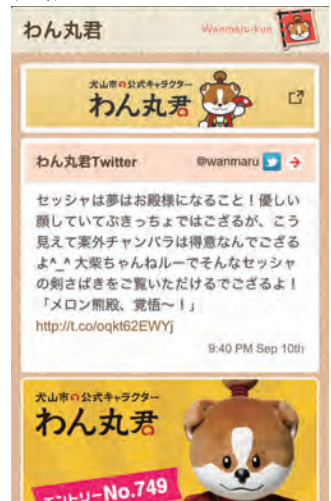 わん丸君
Wanmaru-kun
犬山市の公式キャラクター
わん丸君
わん丸君Twitter
@wanmaru
セッシャは夢はお殿様になること！優しい
顔していてぶきっちょではござるが、こう
見えて案外チャンバラは得意なんでござる
よ^_^ 大柴ちゃんねルーでそんなセッシャ
の剣さばきをご覧いただけるでござるよ！
「メロン熊殿、覚悟〜！」
http://t.co/oqkt62EWYj
9:40 PM Sep 10th
犬山市の公式キャラクター
わん丸君
エントリーNo.749